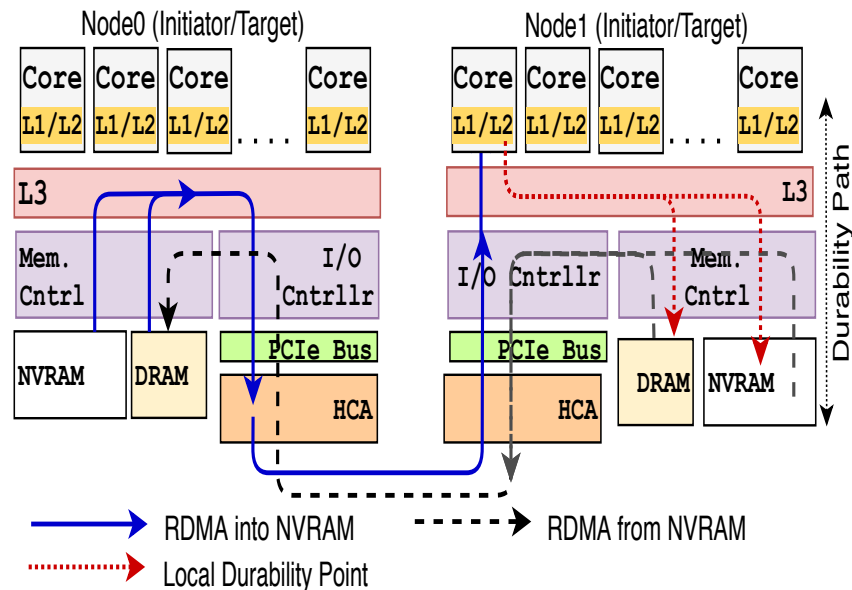 Node0 (Initiator/Target)
Node1 (Initiator/Target)
Core Core Core Core
L1/L2 L1/L2 L1/L2 .... L1/L2
Core Core Core Core
L1/L2 L1/L2 L1/L2 .... L1/L2
L3
L3
Mem.
Cntrl
I/O
Cntrllr
I/O Cntrllr
Mem.
Cntrl
PCIe Bus
PCIe Bus
NVRAM
DRAM
HCA
HCA
DRAM
NVRAM
Durability Path
RDMA into NVRAM
RDMA from NVRAM
Local Durability Point